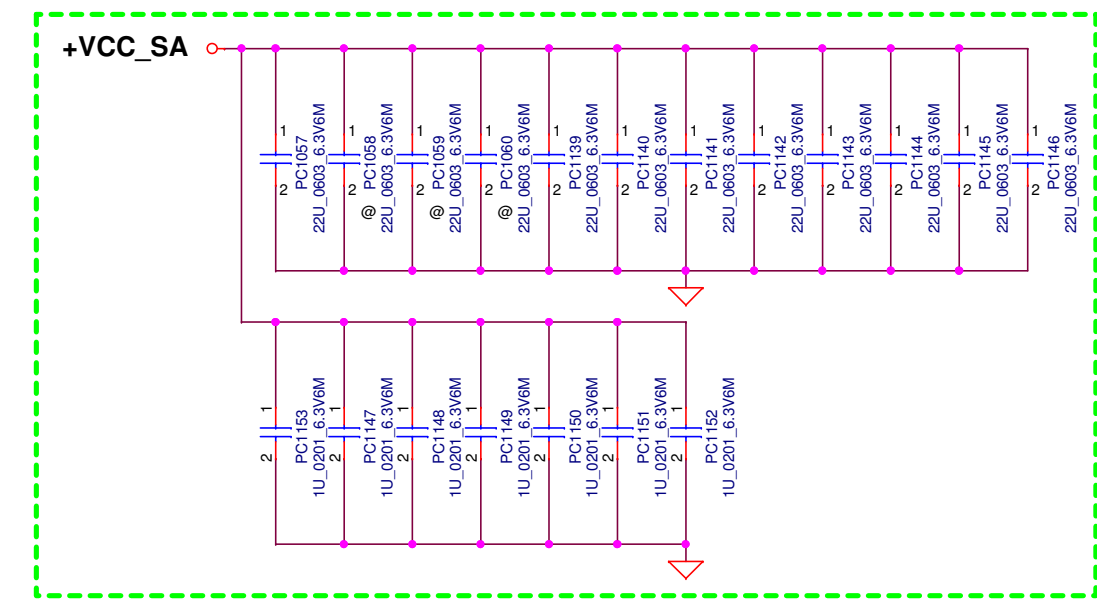 +VCC_SA
1
2
PC1057
22U_0603_6.3V6M
1
2
@
PC1058
22U_0603_6.3V6M
1
2
@
PC1059
22U_0603_6.3V6M
1
2
@
PC1060
22U_0603_6.3V6M
1
2
PC1139
22U_0603_6.3V6M
1
2
PC1140
22U_0603_6.3V6M
1
2
PC1141
22U_0603_6.3V6M
1
2
PC1142
22U_0603_6.3V6M
1
2
PC1143
22U_0603_6.3V6M
1
2
PC1144
22U_0603_6.3V6M
1
2
PC1145
22U_0603_6.3V6M
1
2
PC1146
22U_0603_6.3V6M
1
2
PC1153
1U_0201_6.3V6M
1
2
PC1147
1U_0201_6.3V6M
1
2
PC1148
1U_0201_6.3V6M
1
2
PC1149
1U_0201_6.3V6M
1
2
PC1150
1U_0201_6.3V6M
1
2
PC1151
1U_0201_6.3V6M
1
2
PC1152
1U_0201_6.3V6M